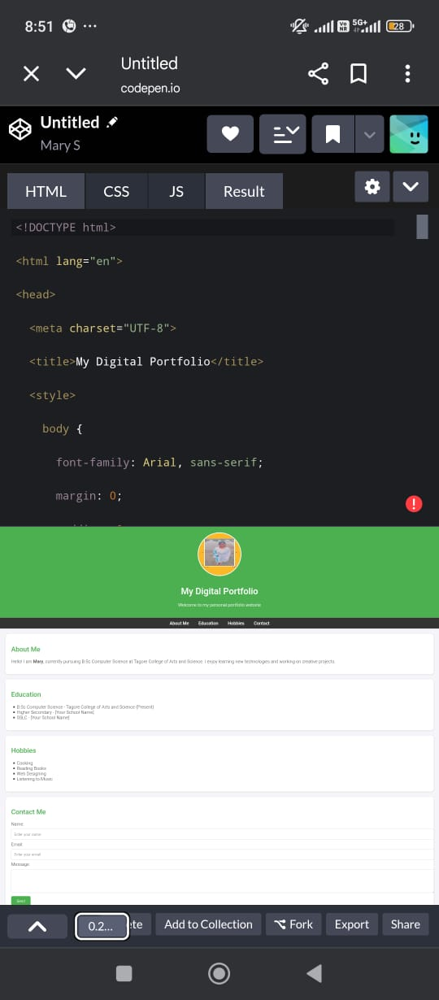 8:51
Vo
NR
5G+
28
Untitled
codepen.io
Untitled
Mary S
HTML CSS JS Result
<!DOCTYPE html>
<html lang="en">
<head>
<meta charset="UTF-8">
<title>My Digital Portfolio</title>
<style>
body {
font-family: Arial, sans-serif;
margin: 0;
My Digital Portfolio
Welcome to my personal portfolio website
About Me Education Hobbies Contact
About Me
Hello! I am Mary, currently pursuing B.Sc Computer Science at Tagore College of Arts and Science. I enjoy learning new technologies and working on creative projects.
Education
B.Sc Computer Science - Tagore College of Arts and Science (Present)
Higher Secondary - [Your School Name]
SSLC - [Your School Name]
Hobbies
Cooking
Reading Books
Web Designing
Listening to Music
Contact Me
Name:
Enter your name
Email:
Enter your email
Message:
Send
0.2... ete Add to Collection Fork Export Share